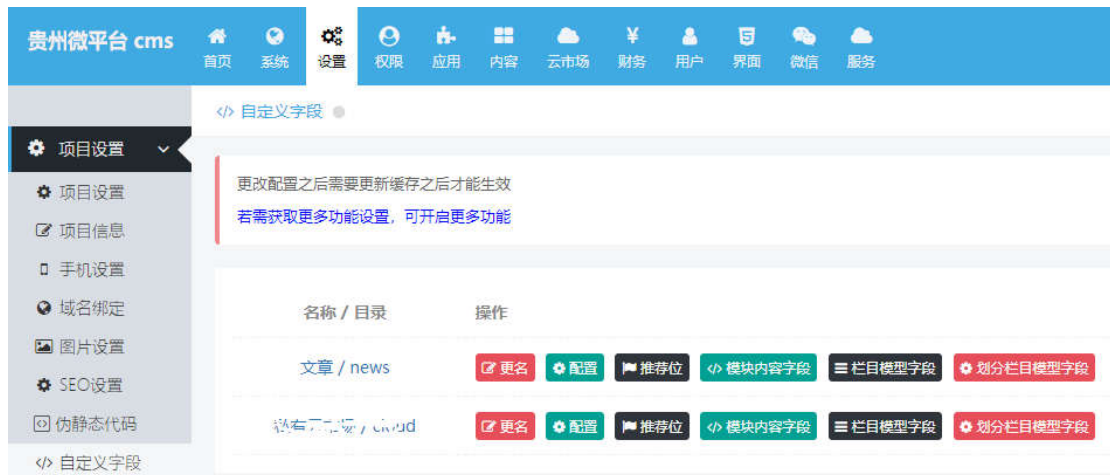 贵州微平台 cms
首页 系统 设置 权限 应用 内容 云市场 财务 用户 界面 微信 服务
自定义字段
项目设置
项目设置
项目信息
手机设置
域名绑定
图片设置
SEO设置
伪静态代码
自定义字段
更改配置之后需要更新缓存之后才能生效
若需获取更多功能设置，可开启更多功能
名称 / 目录 操作
文章 / news 更名 配置 推荐位 模块内容字段 栏目模型字段 划分栏目模型字段
/ cloud 更名 配置 推荐位 模块内容字段 栏目模型字段 划分栏目模型字段